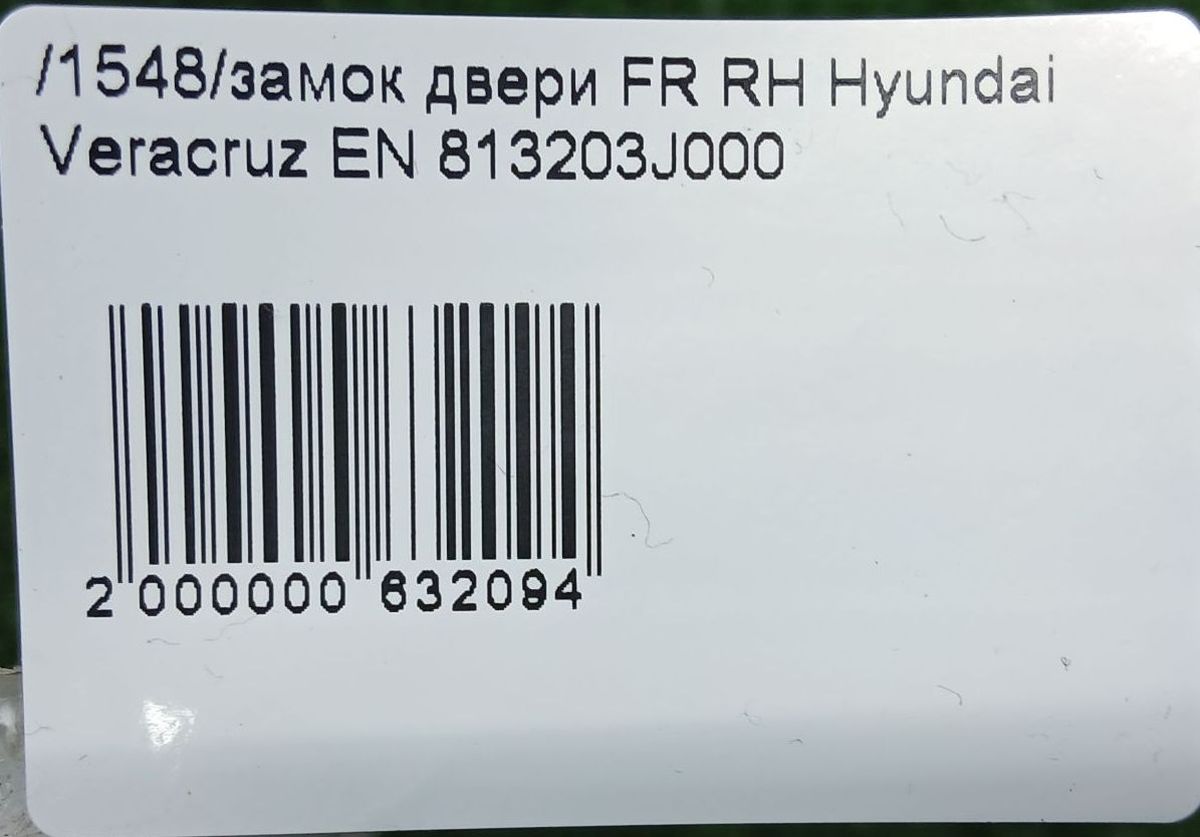 /1548/замок двери FR RH Hyundai
Veracruz EN 813203J000
2 000000 632094